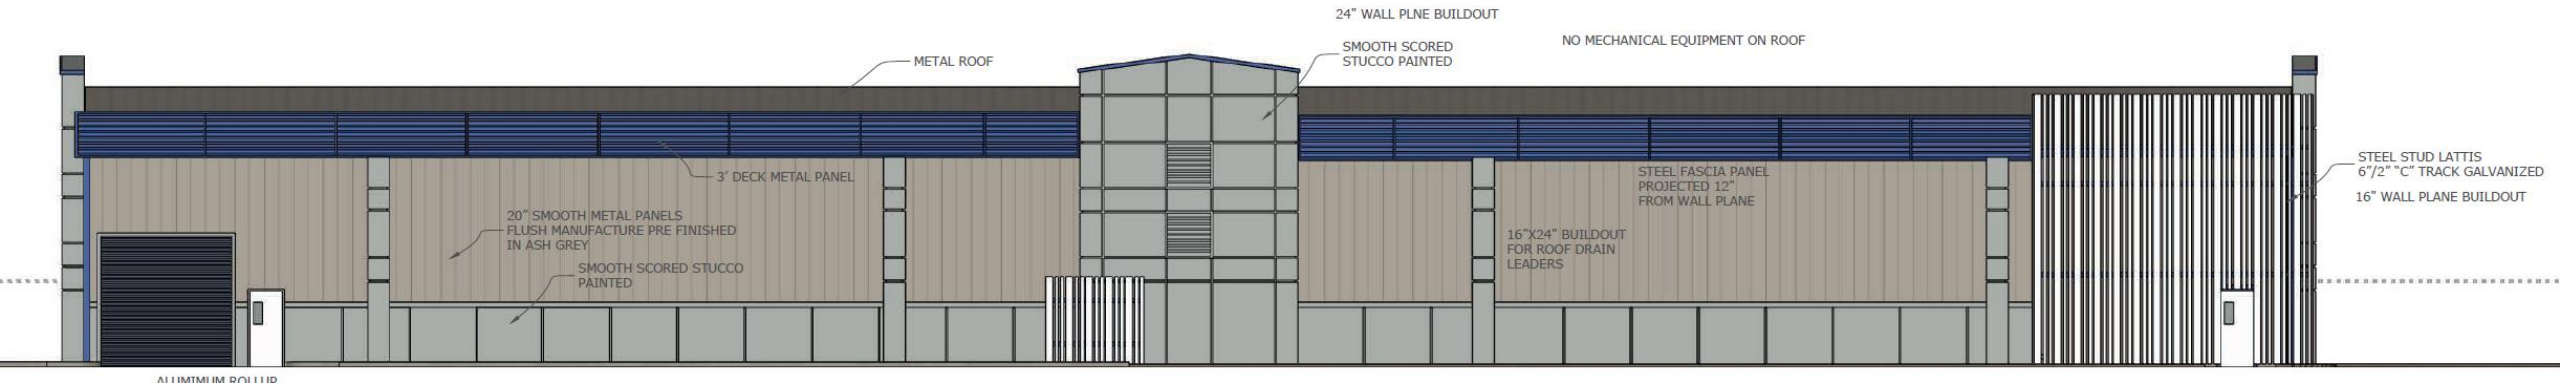 24" WALL PLNE BUILDOUT
NO MECHANICAL EQUIPMENT ON ROOF
SMOOTH SCORED
STUCCO PAINTED
METAL ROOF
3' DECK METAL PANEL
STEEL FASCIA PANEL
PROJECTED 12"
FROM WALL PLANE
STEEL STUD LATTIS
6"/2" "C" TRACK GALVANIZED
16" WALL PLANE BUILDOUT
20" SMOOTH METAL PANELS
FLUSH MANUFACTURE PRE FINISHED
IN ASH GREY
16"X24" BUILDOUT
FOR ROOF DRAIN
LEADERS
SMOOTH SCORED STUCCO
PAINTED
ALUMIMUM ROLLUP